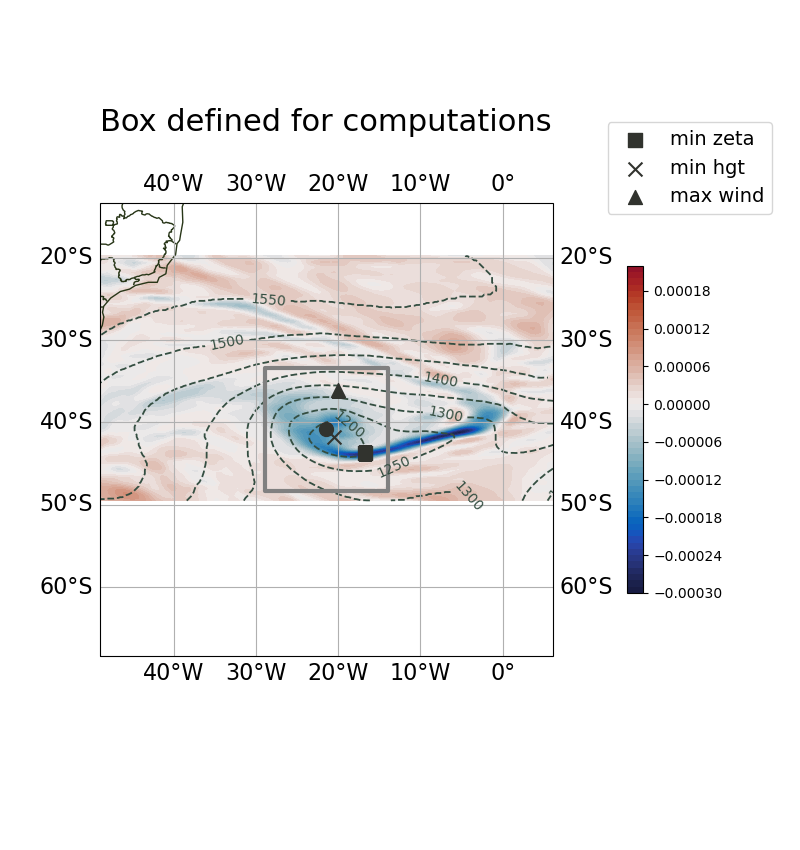 Box defined for computations
min zeta
min hgt
max wind
40°W 30°W 20°W 10°W 0°
20°S 20°S
30°S 30°S
40°S 40°S
50°S 50°S
60°S 60°S
1550
1500
1400
1300
1200
1250
1300
40°W 30°W 20°W 10°W 0°
0.00018
0.00012
0.00006
0.00000
−0.00006
−0.00012
−0.00018
−0.00024
−0.00030